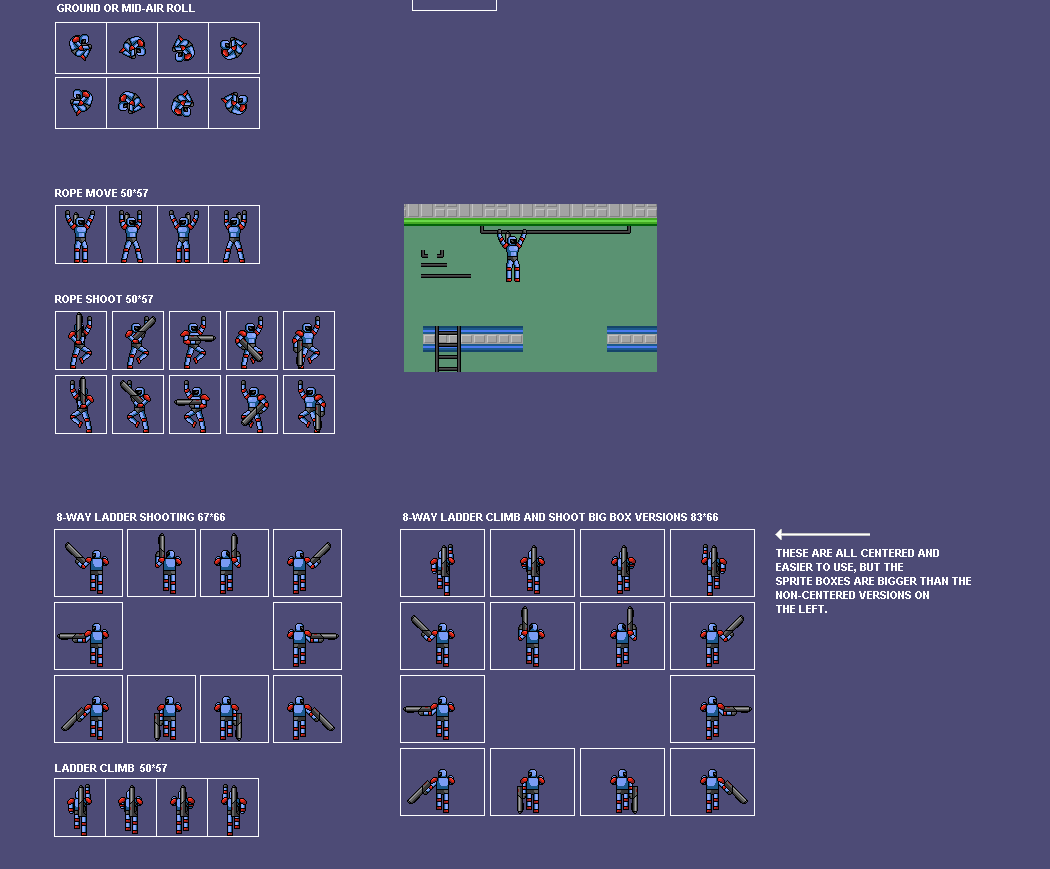 GROUND OR MID-AIR ROLL
ROPE MOVE 50*57
ROPE SHOOT 50*57
8-WAY LADDER SHOOTING 67*66
8-WAY LADDER CLIMB AND SHOOT BIG BOX VERSIONS 83*66
THESE ARE ALL CENTERED AND
EASIER TO USE, BUT THE
SPRITE BOXES ARE BIGGER THAN THE
NON-CENTERED VERSIONS ON
THE LEFT.
LADDER CLIMB 50*57